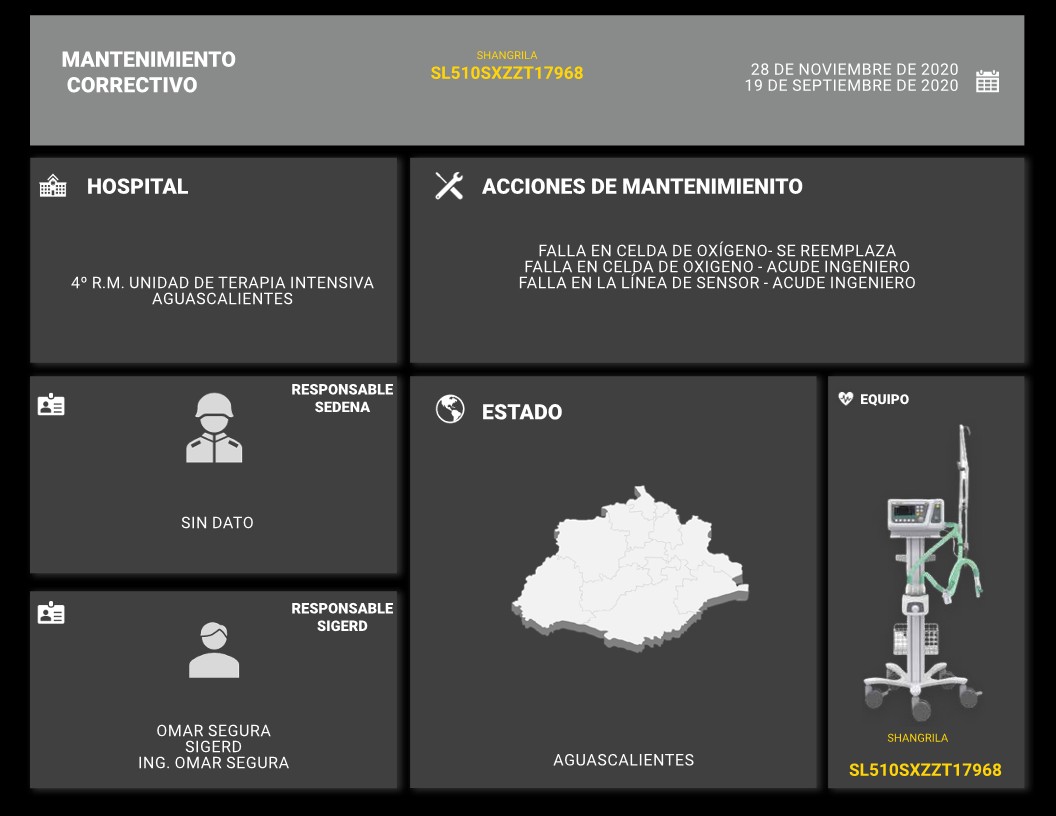 MANTENIMIENTO
CORRECTIVO
SHANGRILA
SL510SXZZT17968
28 DE NOVIEMBRE DE 2020
19 DE SEPTIEMBRE DE 2020
HOSPITAL
4º R.M. UNIDAD DE TERAPIA INTENSIVA
AGUASCALIENTES
ACCIONES DE MANTENIMIENITO
FALLA EN CELDA DE OXÍGENO- SE REEMPLAZA
FALLA EN CELDA DE OXIGENO - ACUDE INGENIERO
FALLA EN LA LÍNEA DE SENSOR - ACUDE INGENIERO
RESPONSABLE
SEDENA
SIN DATO
RESPONSABLE
SIGERD
OMAR SEGURA
SIGERD
ING. OMAR SEGURA
ESTADO
AGUASCALIENTES
EQUIPO
SHANGRILA
SL510SXZZT17968